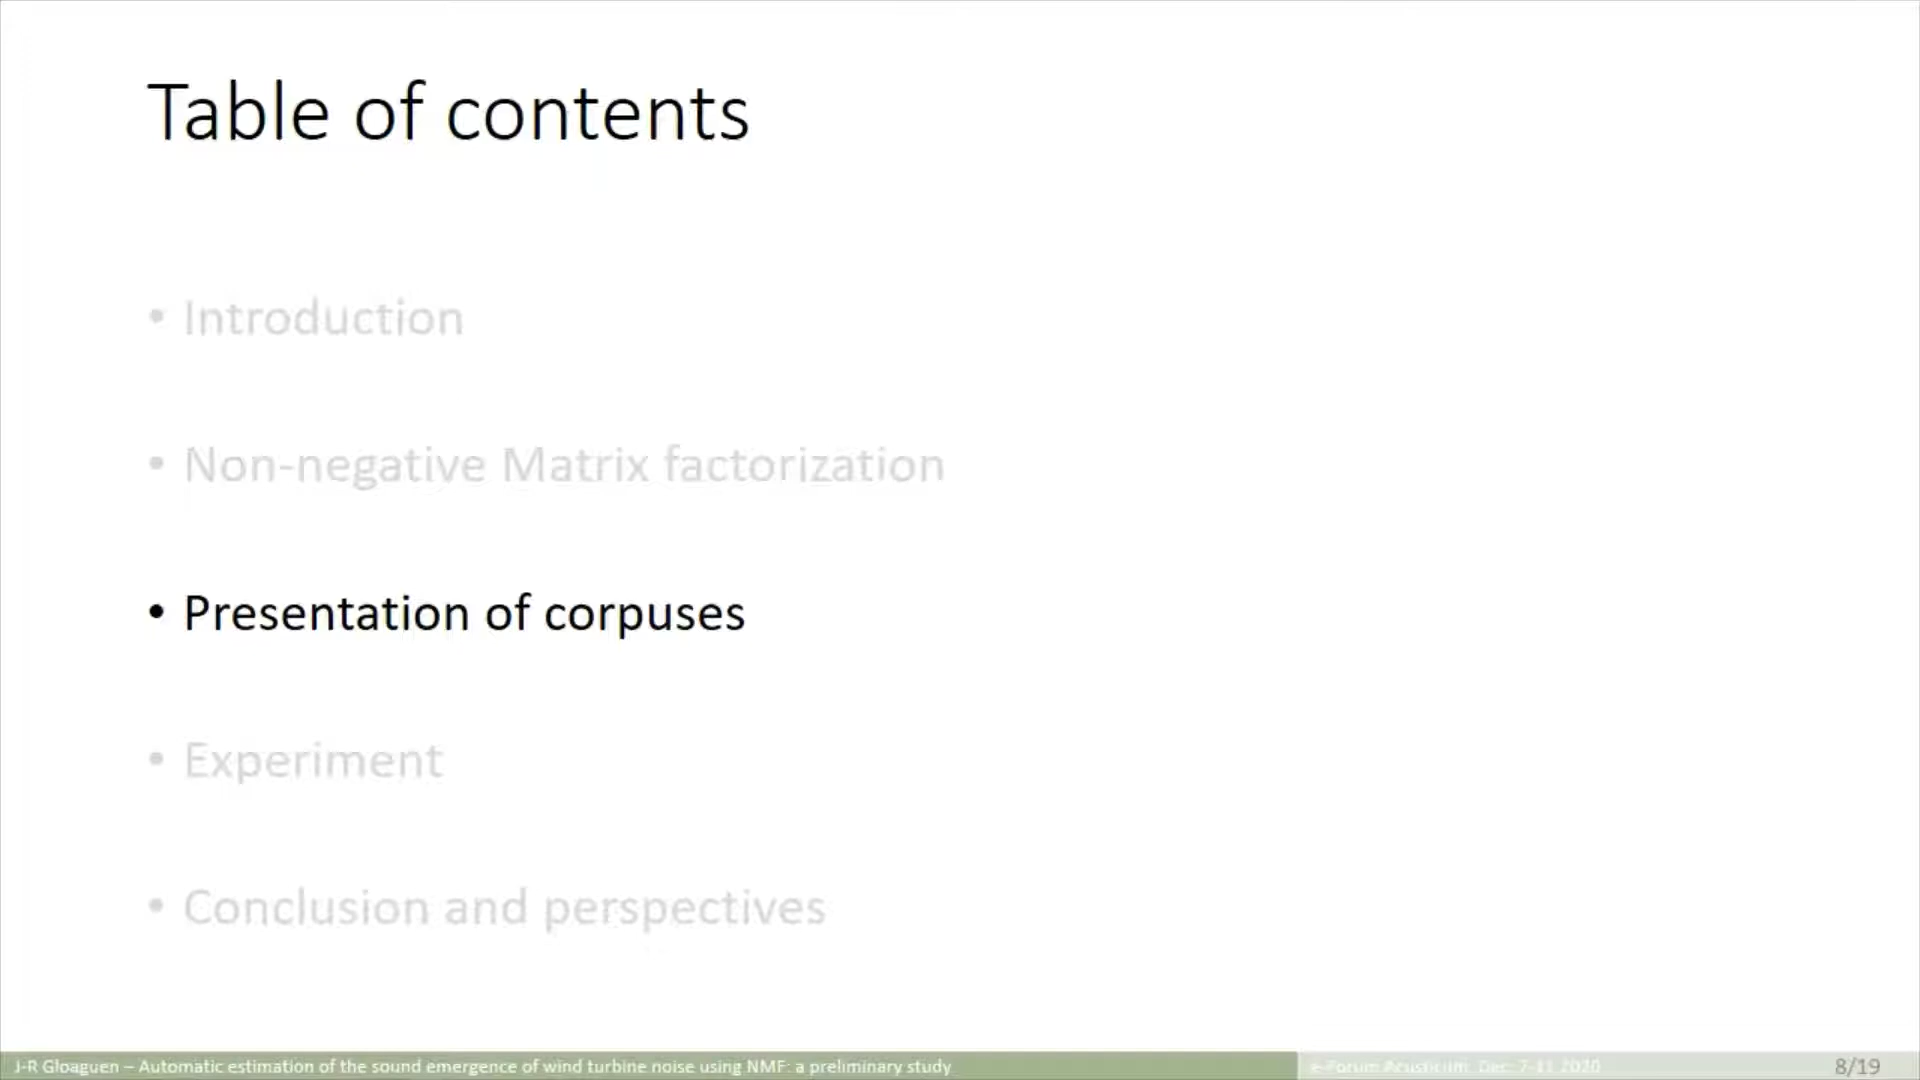 Table of contents
• Introduction
• Non-negative Matrix factorization
• Presentation of corpuses
• Experiment
• Conclusion and perspectives
J-R Gloaguen – Automatic estimation of the sound emergence of wind turbine noise using NMF: a preliminary study
e-Forum Acusticum, Dec. 7-11 2020
8/19